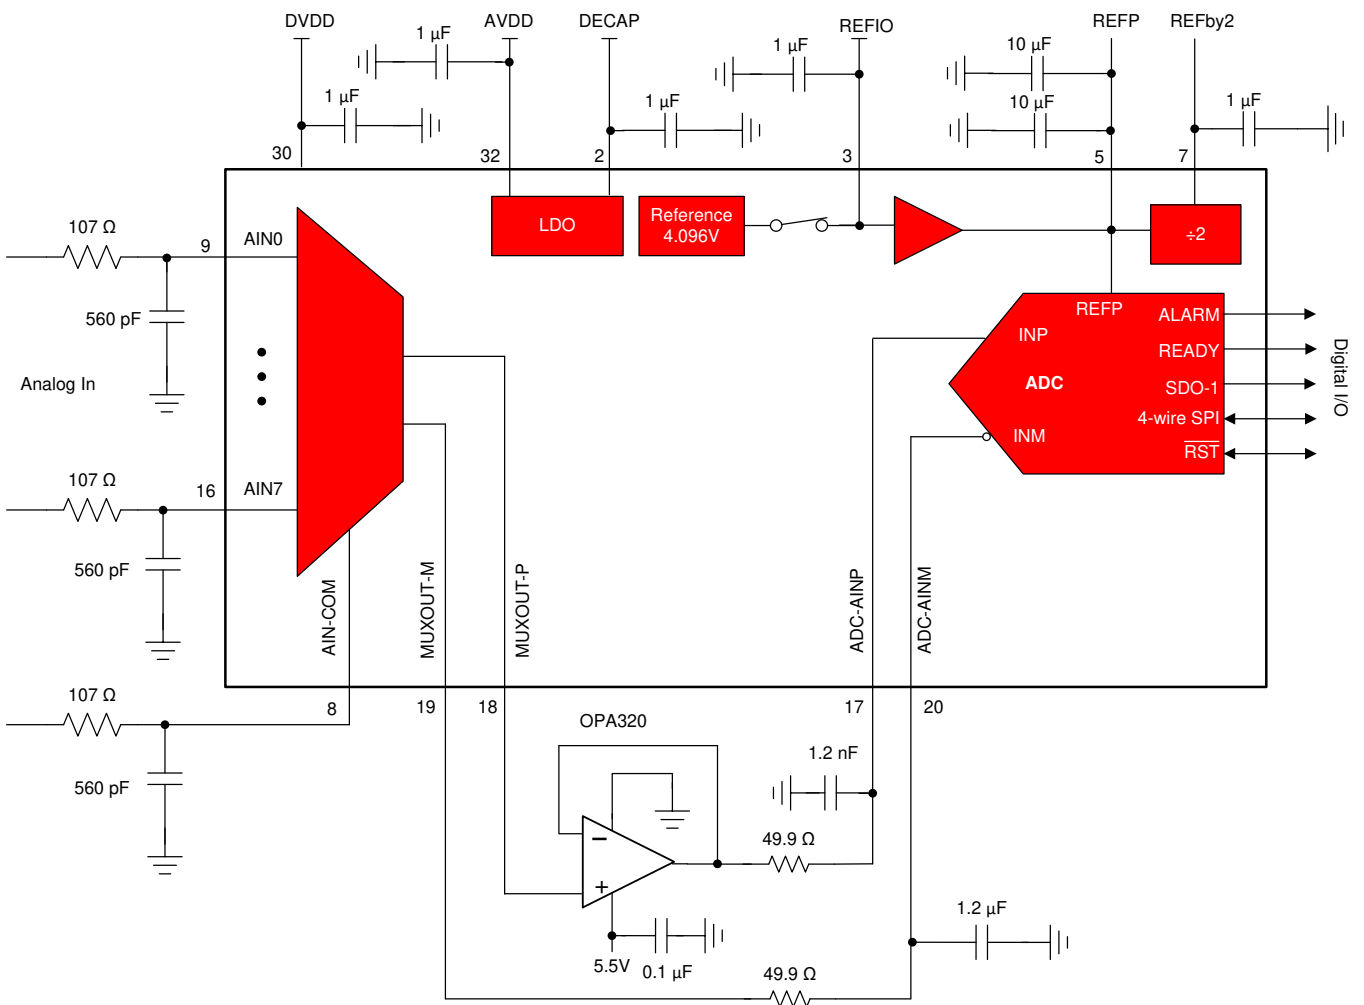 DVDD
AVDD
DECAP
REFIO
REFP
REFby2
1 µF
1 µF
10 µF
1 µF
1 µF
10 µF
1 µF
30
32
2
3
5
7
107 Ω
9
AIN0
LDO
Reference
4.096V
÷2
560 pF
REFP
ALARM
INP
READY
Analog In
ADC
SDO-1
4-wire SPI
INM
RST
Digital I/O
107 Ω
16
AIN7
560 pF
AIN-COM
MUXOUT-M
MUXOUT-P
ADC-AINP
ADC-AINM
107 Ω
8
19
18
17
20
OPA320
560 pF
1.2 nF
−
+
49.9 Ω
1.2 µF
5.5V
0.1 µF
49.9 Ω